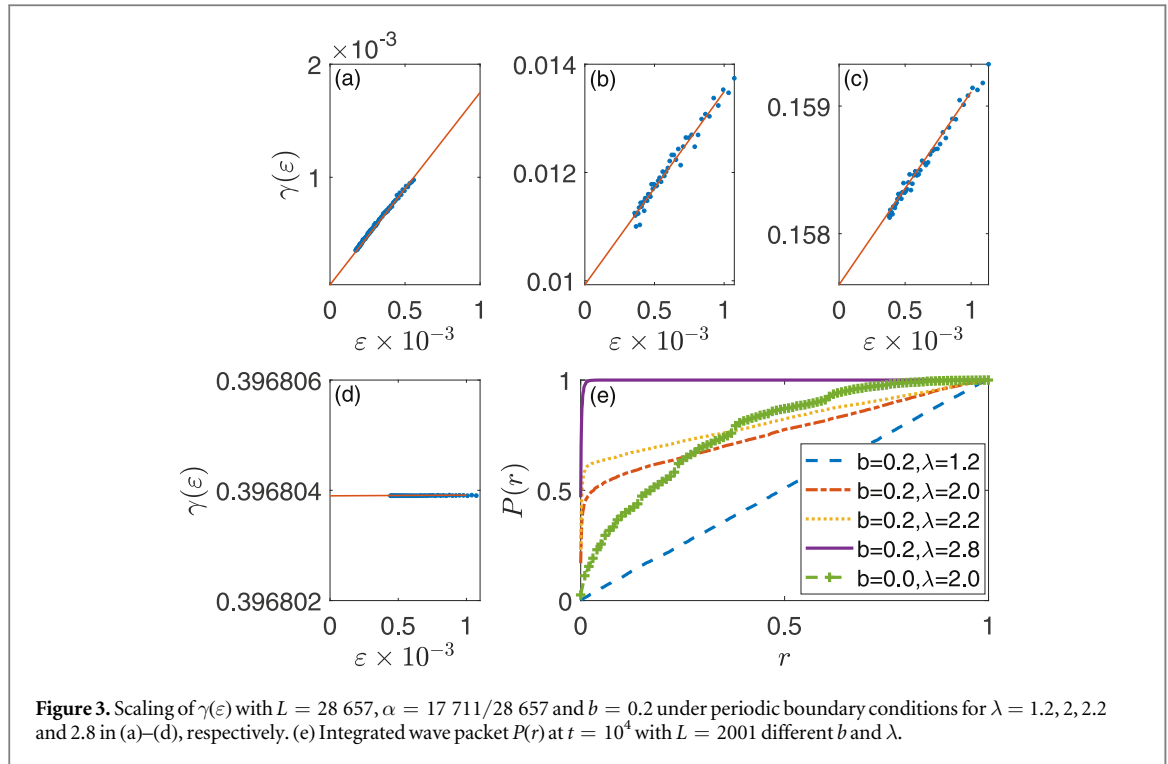 2 ×10⁻³
(a)
1
γ(ε)
0 0.5 1
ε × 10⁻³
0.014
(b)
0.012
0.01
0 0.5 1
ε × 10⁻³
(c)
0.159
0.158
0 0.5 1
ε × 10⁻³
0.396806
(d)
0.396804
γ(ε)
0.396802
0 0.5 1
ε × 10⁻³
1
(e)
P(r)
0.5
0
b=0.2,λ=1.2
b=0.2,λ=2.0
b=0.2,λ=2.2
b=0.2,λ=2.8
b=0.0,λ=2.0
0 0.5 1
r
Figure 3. Scaling of γ(ε) with L = 28 657, α = 17 711/28 657 and b = 0.2 under periodic boundary conditions for λ = 1.2, 2, 2.2
and 2.8 in (a)–(d), respectively. (e) Integrated wave packet P(r) at t = 10⁴ with L = 2001 different b and λ.